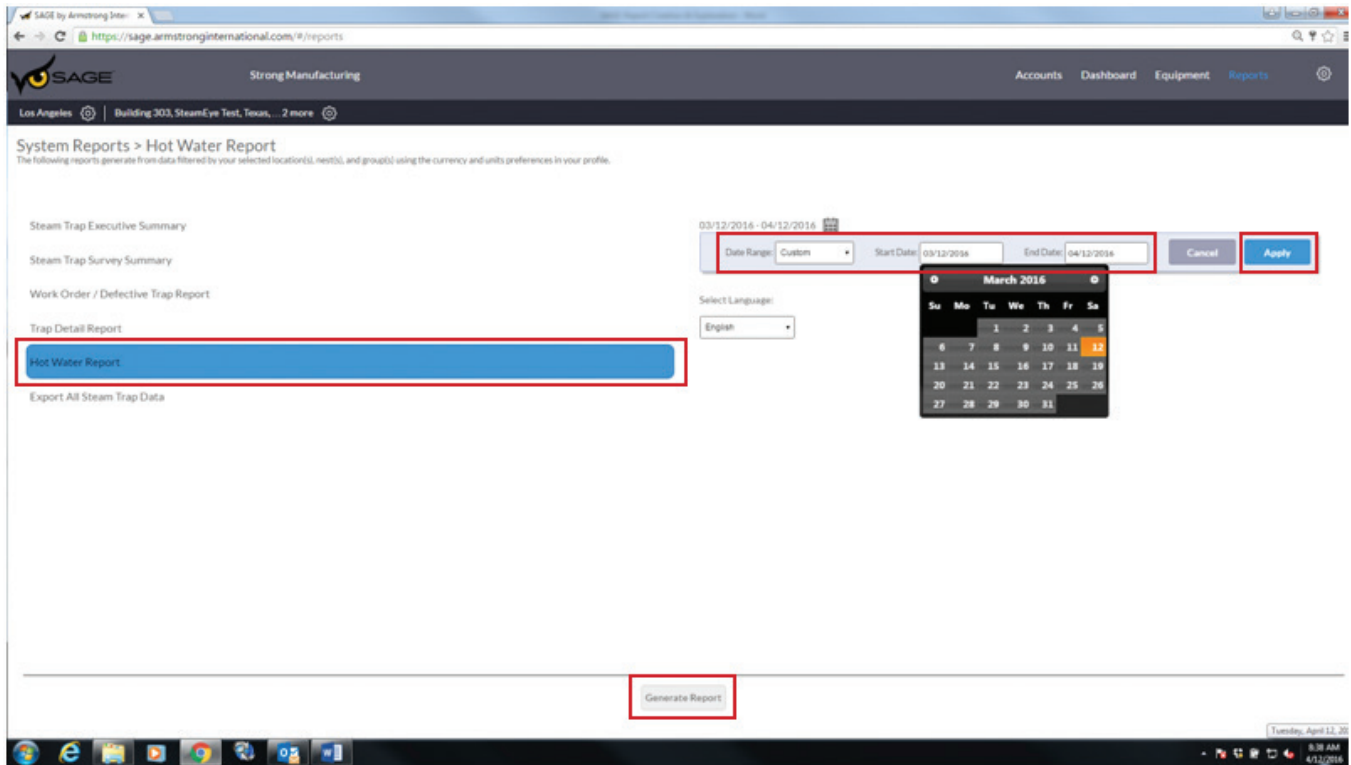 SAGE by Armstrong Inter
https://sage.armstronginternational.com/#/reports
SAGE
Strong Manufacturing
Accounts Dashboard Equipment Reports
Los Angeles | Building 303, SteamEye Test, Texas, ... 2 more
System Reports > Hot Water Report
The following reports generate from data filtered by your selected location(s), nest(s), and group(s) using the currency and units preferences in your profile.
Steam Trap Executive Summary
Steam Trap Survey Summary
Work Order / Defective Trap Report
Trap Detail Report
Hot Water Report
Export All Steam Trap Data
03/12/2016 - 04/12/2016
Date Range: Custom Start Date: 03/12/2016 End Date: 04/12/2016 Cancel Apply
March 2016
Su Mo Tu We Th Fr Sa
1 2 3 4 5
6 7 8 9 10 11 12
13 14 15 16 17 18 19
20 21 22 23 24 25 26
27 28 29 30 31
Select Language:
English
Generate Report
Tuesday, April 12, 20
8:38 AM
4/12/2016